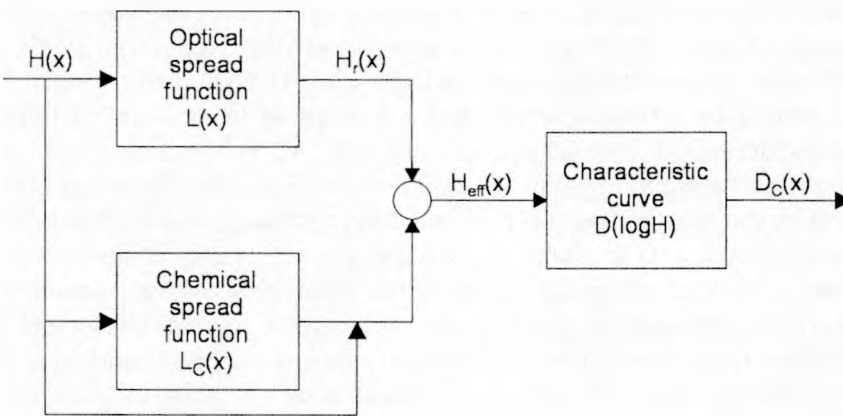 H(x)
Optical
spread
function
L(x)
H_r(x)
H_eff(x)
Characteristic
curve
D(logH)
D_C(x)
Chemical
spread
function
L_C(x)